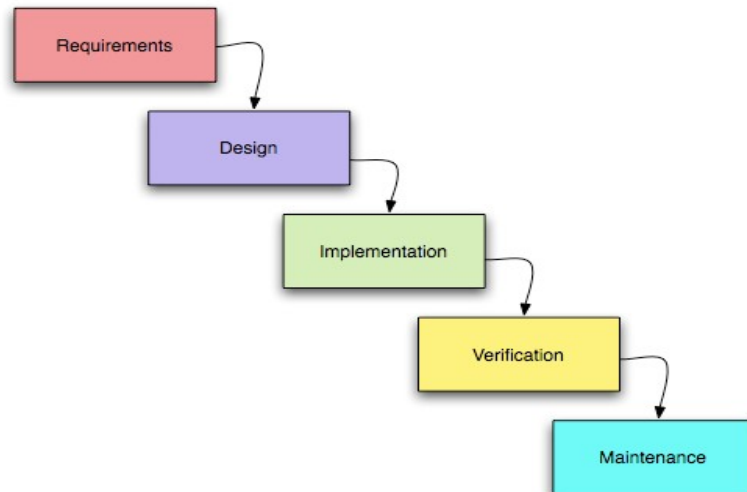 Requirements
Design
Implementation
Verification
Maintenance